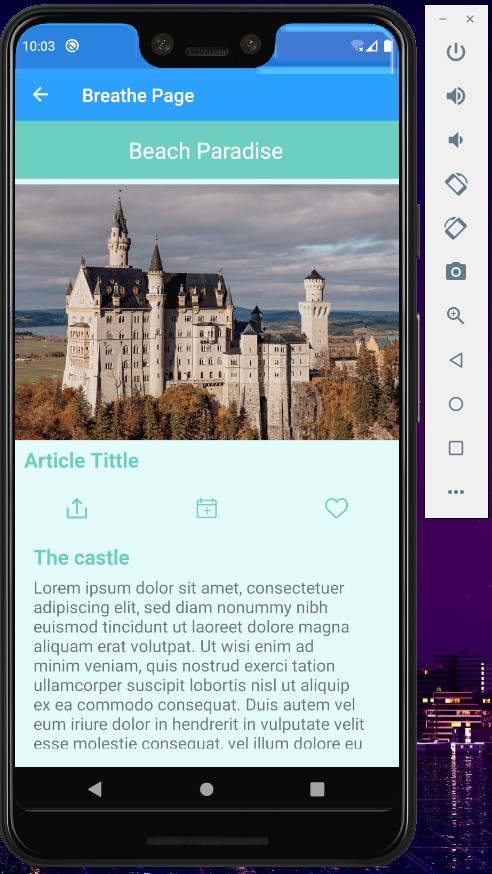 10:03
Breathe Page
Beach Paradise
Article Tittle
The castle
Lorem ipsum dolor sit amet, consectetuer
adipiscing elit, sed diam nonummy nibh
euismod tincidunt ut laoreet dolore magna
aliquam erat volutpat. Ut wisi enim ad
minim veniam, quis nostrud exerci tation
ullamcorper suscipit lobortis nisl ut aliquip
ex ea commodo consequat. Duis autem vel
eum iriure dolor in hendrerit in vulputate velit
esse molestie consequat, vel illum dolore eu